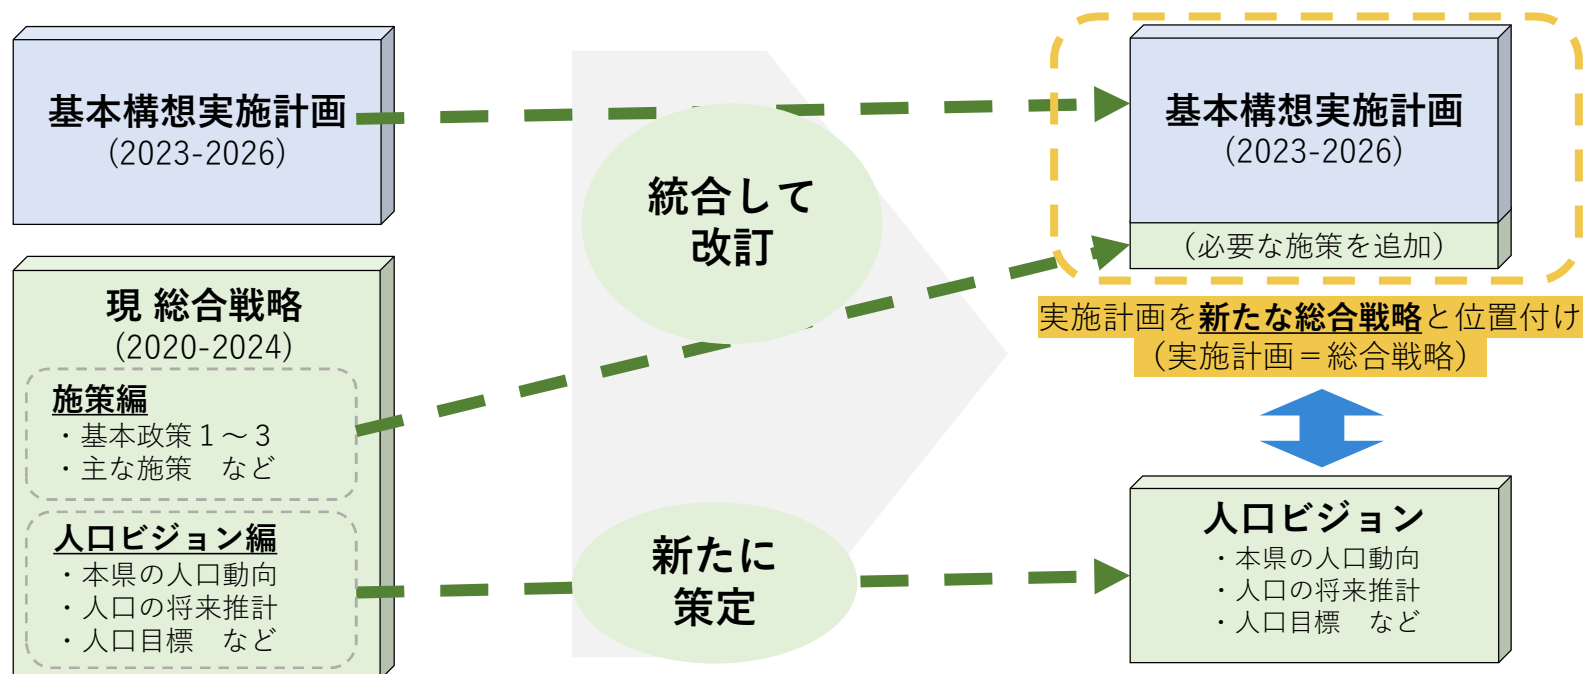 基本構想実施計画
(2023-2026)
現 総合戦略
(2020-2024)
施策編
・基本政策１～３
・主な施策　など
人口ビジョン編
・本県の人口動向
・人口の将来推計
・人口目標　など
統合して
改訂
新たに
策定
基本構想実施計画
(2023-2026)
（必要な施策を追加）
実施計画を新たな総合戦略と位置付け
（実施計画＝総合戦略）
人口ビジョン
・本県の人口動向
・人口の将来推計
・人口目標　など